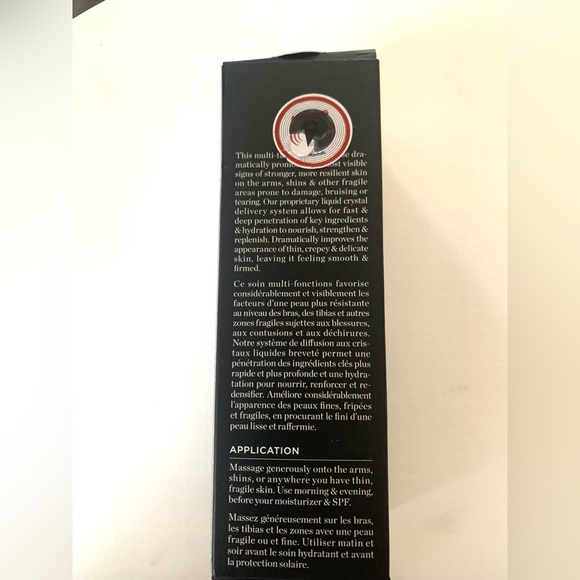 This multi-
dra-
matically
visible
signs of stronger, more resilient skin
on the arms, shins & other fragile
areas prone to damage, bruising or
tearing. Our proprietary liquid crystal
delivery system allows for fast &
deep penetration of key ingredients
& hydration to nourish, strengthen &
replenish. Dramatically improves the
appearance of thin, crepey & delicate
skin, leaving it feeling smooth &
firmed.
Ce soin multi-fonctions favorise
considérablement et visiblement les
facteurs d'une peau plus résistante
au niveau des bras, des tibias et autres
zones fragiles sujettes aux blessures,
aux contusions et aux déchirures.
Notre système de diffusion aux cris-
taux liquides breveté permet une
pénétration des ingrédients clés plus
rapide et plus profonde et une hydra-
tation pour nourrir, renforcer et re-
densifier. Améliore considérablement
l'apparence des peaux fines, fripées
et fragiles, en procurant le fini d'une
peau lisse et raffermie.
APPLICATION
Massage generously onto the arms,
shins, or anywhere you have thin,
fragile skin. Use morning & evening,
before your moisturizer & SPF.
Massez généreusement sur les bras,
les tibias et les zones avec une peau
fragile ou et fine. Utiliser matin et
soir avant le soin hydratant et avant
la protection solaire.